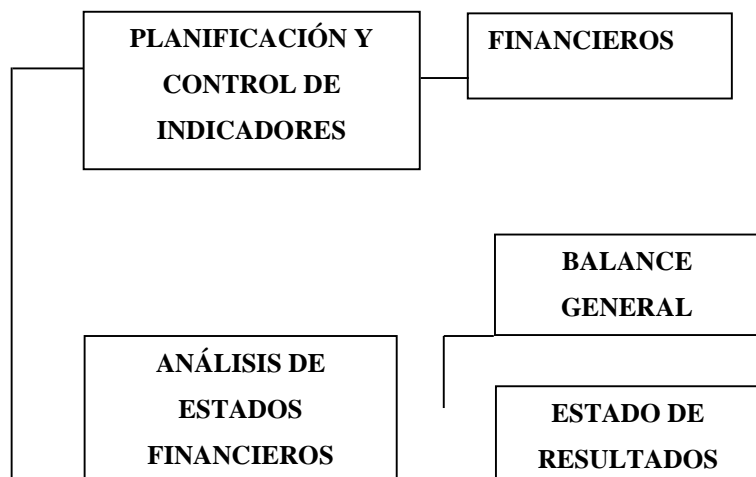 PLANIFICACIÓN Y
CONTROL DE
INDICADORES
FINANCIEROS
BALANCE
GENERAL
ANÁLISIS DE
ESTADOS
FINANCIEROS
ESTADO DE
RESULTADOS